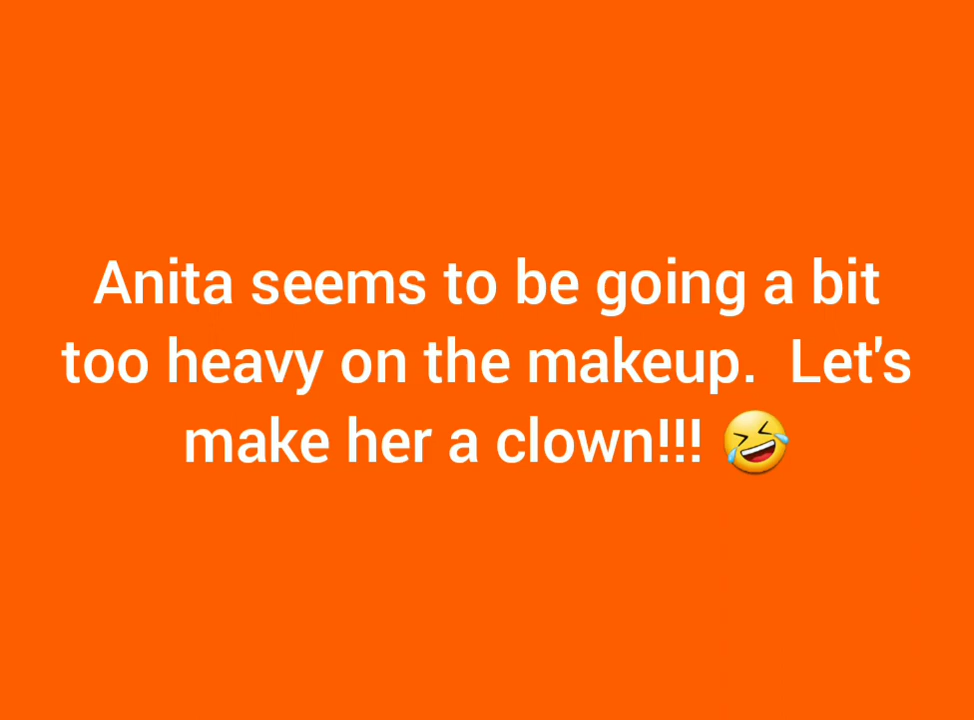 Anita seems to be going a bit
too heavy on the makeup.  Let's
make her a clown!!! 🤣